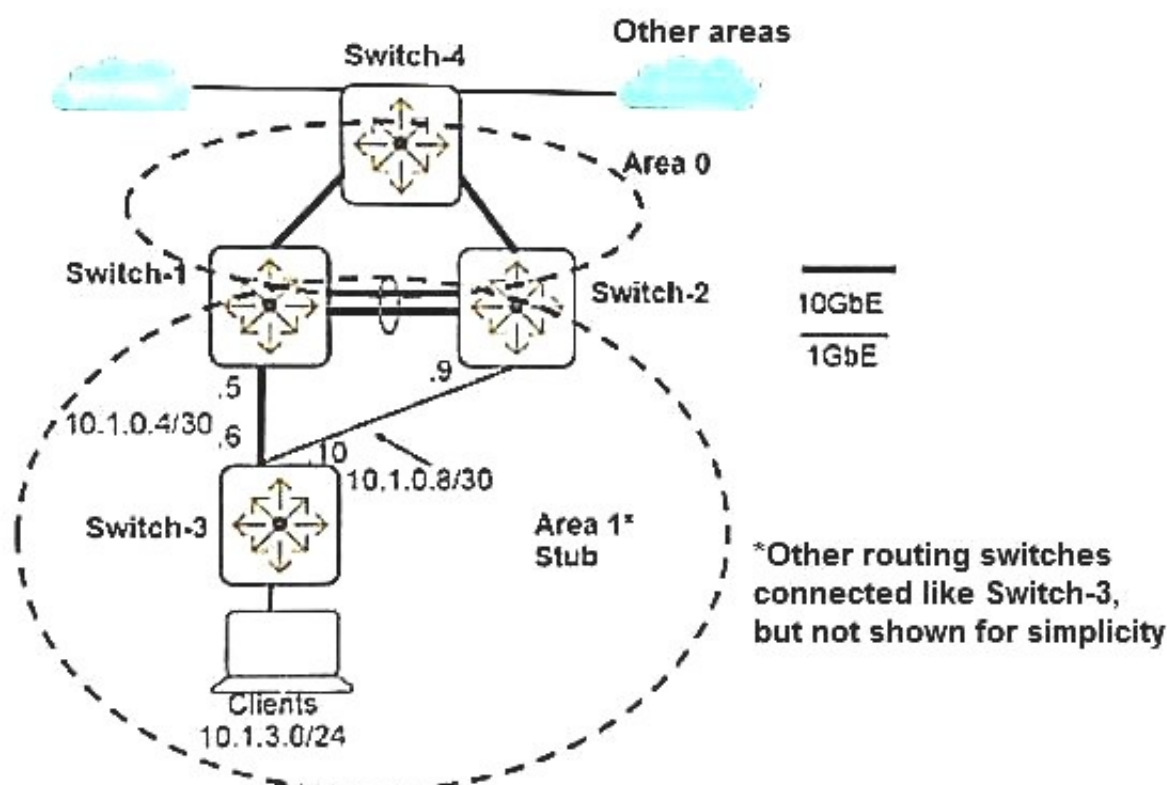 Other areas
Switch-4
Area 0
Switch-1
Switch-2
10GbE
1GbE
.5
.9
10.1.0.4/30
.6
.10
10.1.0.8/30
Switch-3
Area 1*
Stub
*Other routing switches
connected like Switch-3,
but not shown for simplicity
Clients
10.1.3.0/24